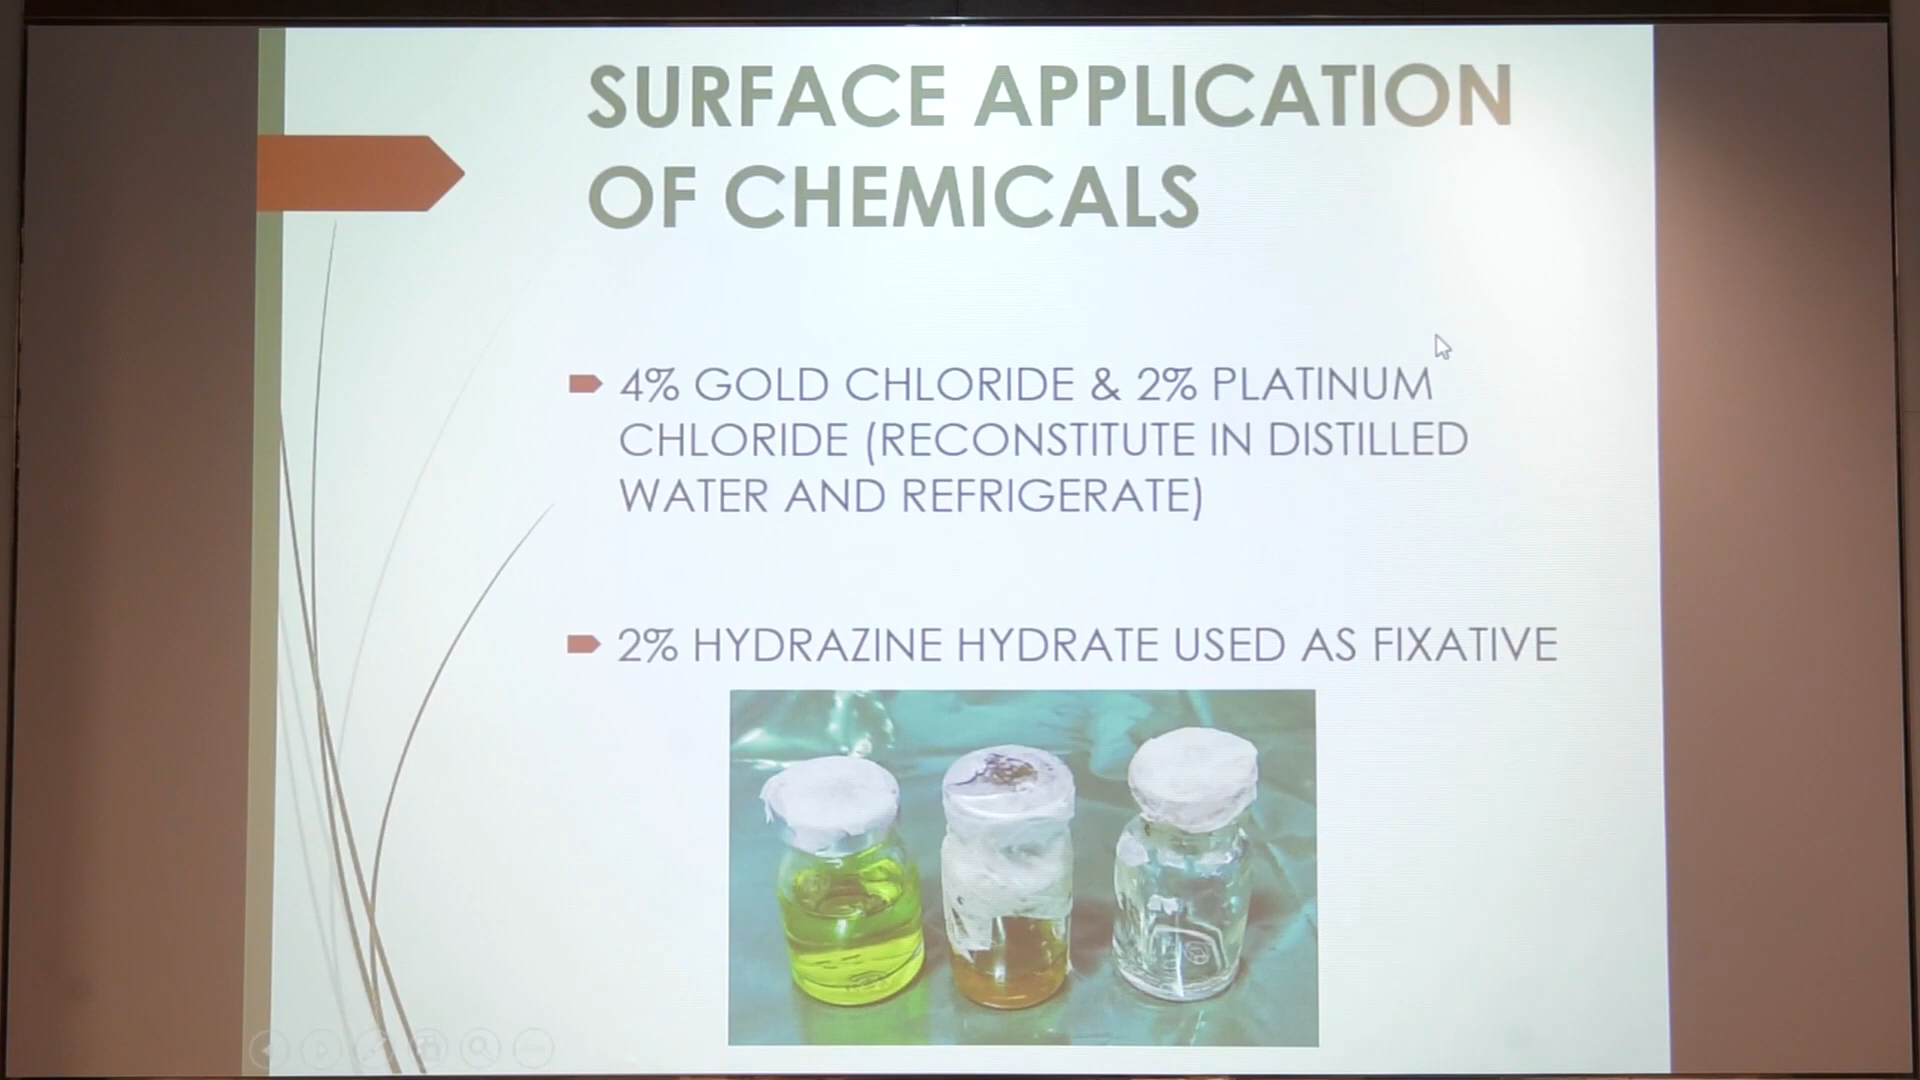 SURFACE APPLICATION
OF CHEMICALS
4% GOLD CHLORIDE & 2% PLATINUM
CHLORIDE (RECONSTITUTE IN DISTILLED
WATER AND REFRIGERATE)
2% HYDRAZINE HYDRATE USED AS FIXATIVE